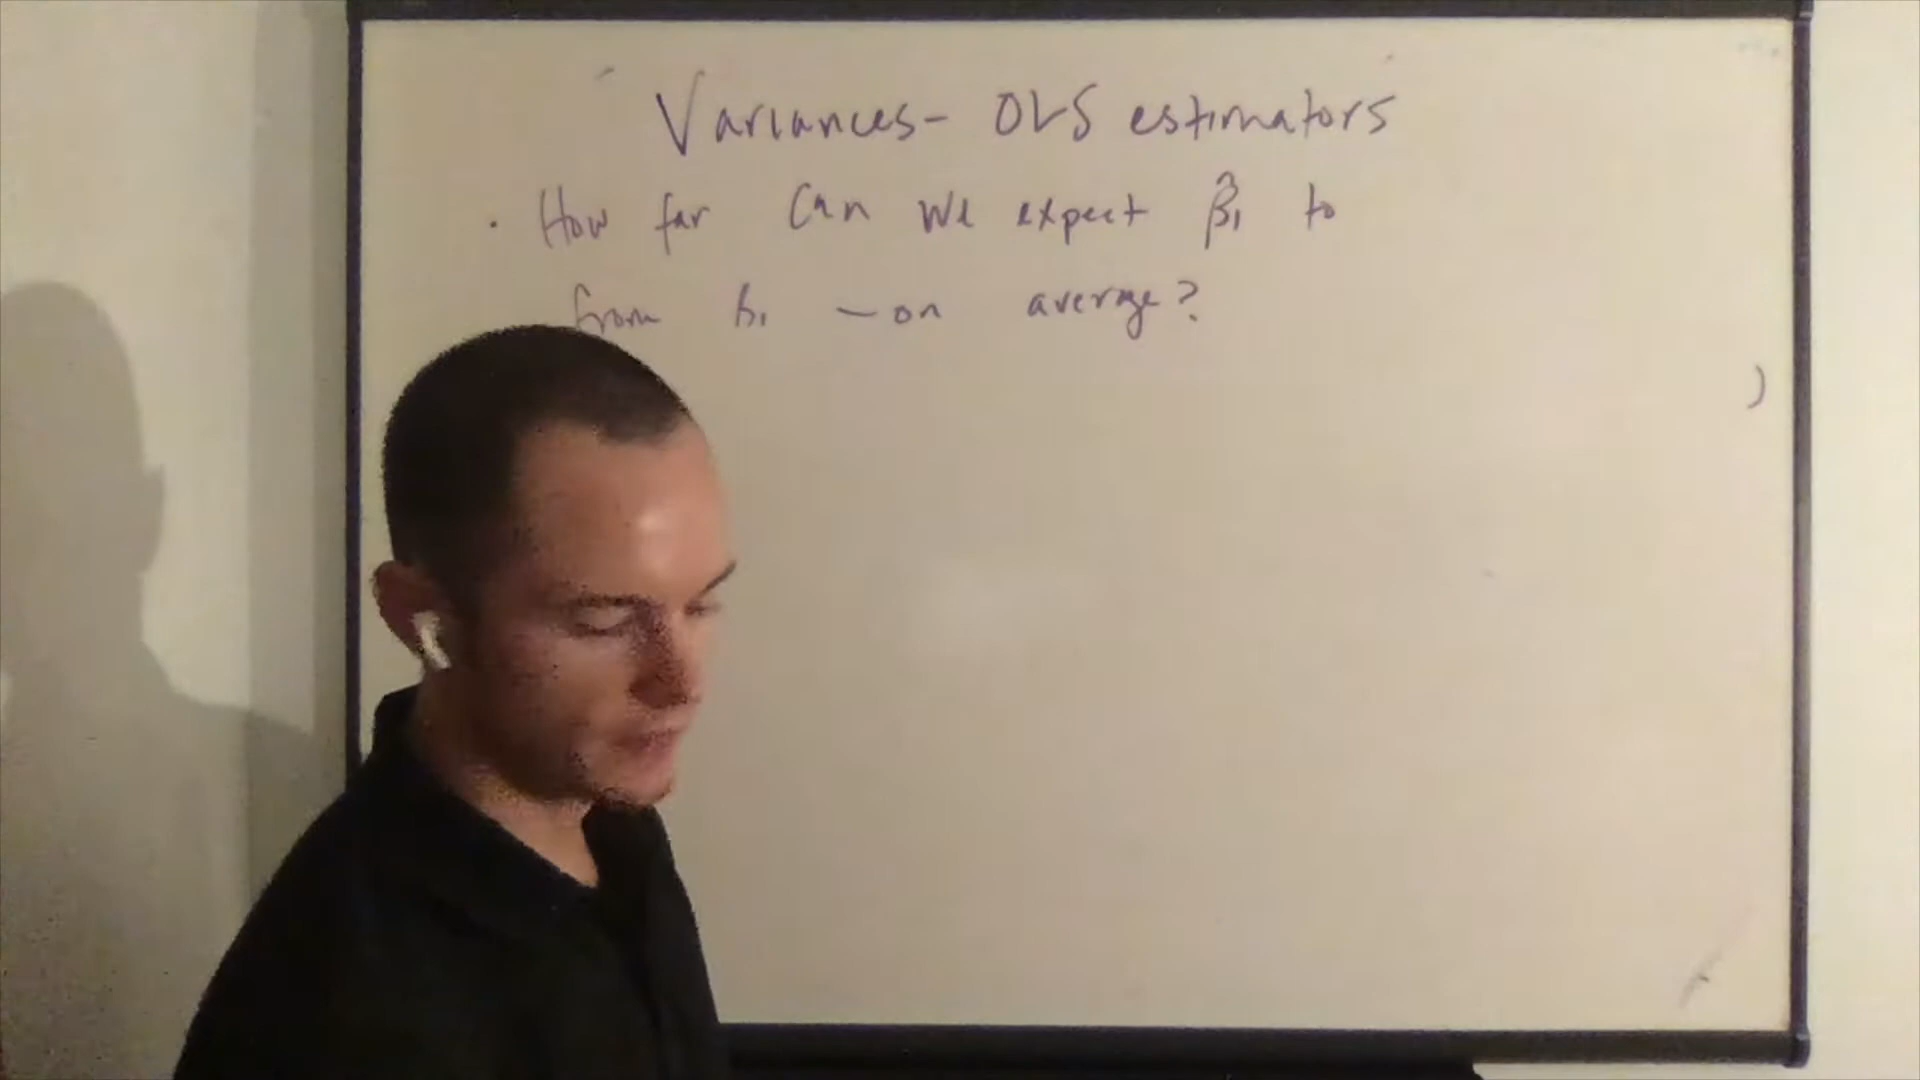 Variances - OLS estimators
· How far Can we expect β̂₁ to
from β₁ - on average?
)